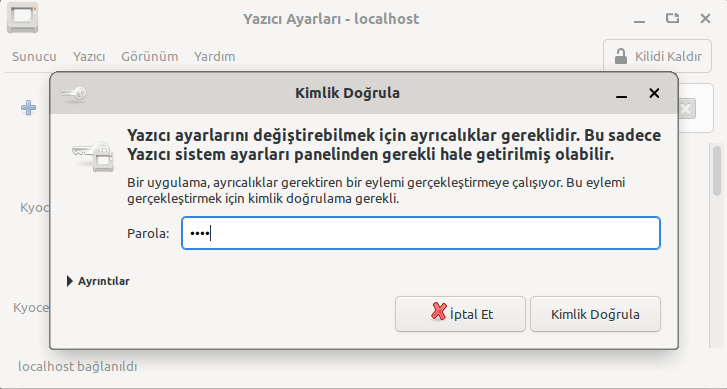 Yazıcı Ayarları - localhost
Sunucu Yazıcı Görünüm Yardım
Kilidi Kaldır
Kimlik Doğrula
Yazıcı ayarlarını değiştirebilmek için ayrıcalıklar gereklidir. Bu sadece
Yazıcı sistem ayarları panelinden gerekli hale getirilmiş olabilir.
Bir uygulama, ayrıcalıklar gerektiren bir eylemi gerçekleştirmeye çalışıyor. Bu eylemi
gerçekleştirmek için kimlik doğrulama gerekli.
Parola: ••••
Kyoc
Ayrıntılar
Kyoce
İptal Et
Kimlik Doğrula
localhost bağlanıldı